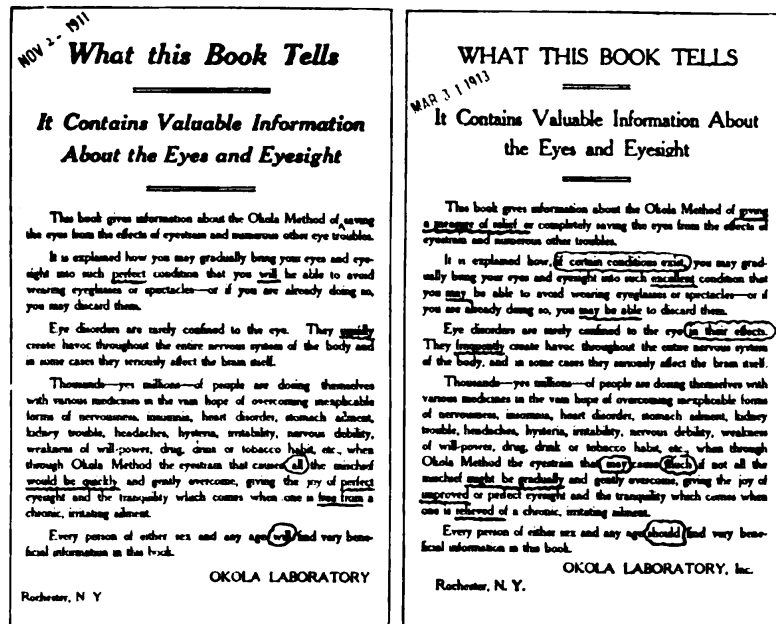 NOV 2- 1911
What this Book Tells
It Contains Valuable Information
About the Eyes and Eyesight
This book gives information about the Okola Method of saving
the eyes from the effects of eyestrain and numerous other eye troubles.
It is explained how you may gradually bring your eyes and eye-
sight into such perfect condition that you will be able to avoid
wearing eyeglasses or spectacles—or if you are already doing so,
you may discard them.
Eye disorders are rarely confined to the eye. They usually
create havoc throughout the entire nervous system of the body and
in some cases they seriously affect the brain itself.
Thousands—yes millions—of people are dosing themselves
with various medicines in the vain hope of overcoming inexplicable
forms of nervousness, insomnia, heart disorder, stomach ailment,
kidney trouble, headaches, hysteria, irritability, nervous debility,
weakness of will-power, drug, drink or tobacco habit, etc., when
through Okola Method the eyestrain that causes all the mischief
would be quickly and gently overcome, giving the joy of perfect
eyesight and the tranquility which comes when one is free from a
chronic, irritating ailment.
Every person of either sex and any age will find very bene-
ficial information in this book.
OKOLA LABORATORY
Rochester, N Y
WHAT THIS BOOK TELLS
MAR 31 1913
It Contains Valuable Information About
the Eyes and Eyesight
This book gives information about the Okola Method of giving
a measure of relief or completely saving the eyes from the effects of
eyestrain and numerous other troubles.
It is explained how, if certain conditions exist, you may grad-
ually bring your eyes and eyesight into such excellent condition that
you may be able to avoid wearing eyeglasses or spectacles—or if
you are already doing so, you may be able to discard them.
Eye disorders are rarely confined to the eye in their effects.
They frequently create havoc throughout the entire nervous system
of the body, and in some cases they seriously affect the brain itself.
Thousands—yes millions—of people are dosing themselves with
various medicines in the vain hope of overcoming inexplicable forms
of nervousness, insomnia, heart disorder, stomach ailment, kidney
trouble, headaches, hysteria, irritability, nervous debility, weakness
of will-power, drug, drink or tobacco habit, etc., when through
Okola Method the eyestrain that may cause much if not all the
mischief might be gradually and gently overcome, giving the joy of
improved or perfect eyesight and the tranquility which comes when
one is relieved of a chronic, irritating ailment.
Every person of either sex and any age should find very bene-
ficial information in this book.
OKOLA LABORATORY, Inc.
Rochester, N. Y.